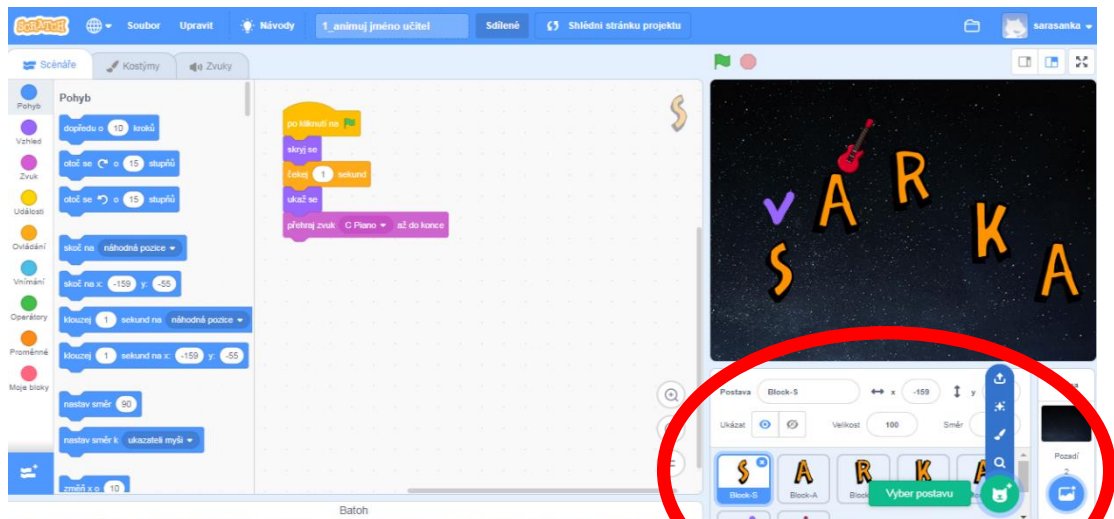 SCRATCH
Soubor Upravit Návody 1_animuj jméno učitel Sdílené Shlédni stránku projektu sarasanka
Scénáře Kostýmy Zvuky
Pohyb
Vzhled
Zvuk
Události
Ovládání
Vnímání
Operátory
Proměnné
Moje bloky
Pohyb
dopředu o 10 kroků
otoč se o 15 stupňů
otoč se o 15 stupňů
skoč na náhodná pozice
skoč na x: -159 y: -55
klouzej 1 sekund na náhodná pozice
klouzej 1 sekund na x: -159 y: -55
nastav směr 90
nastav směr k ukazateli myši
změň x o 10
po kliknutí na
skryj se
čekej 1 sekund
ukaž se
přehraj zvuk C Piano až do konce
S
Batoh
S A R K A
Postava Block-S x -159 y
Ukázat Velikost 100 Směr
S A R K A
Block-S Block-A
Vyber postavu
Pozadí
2